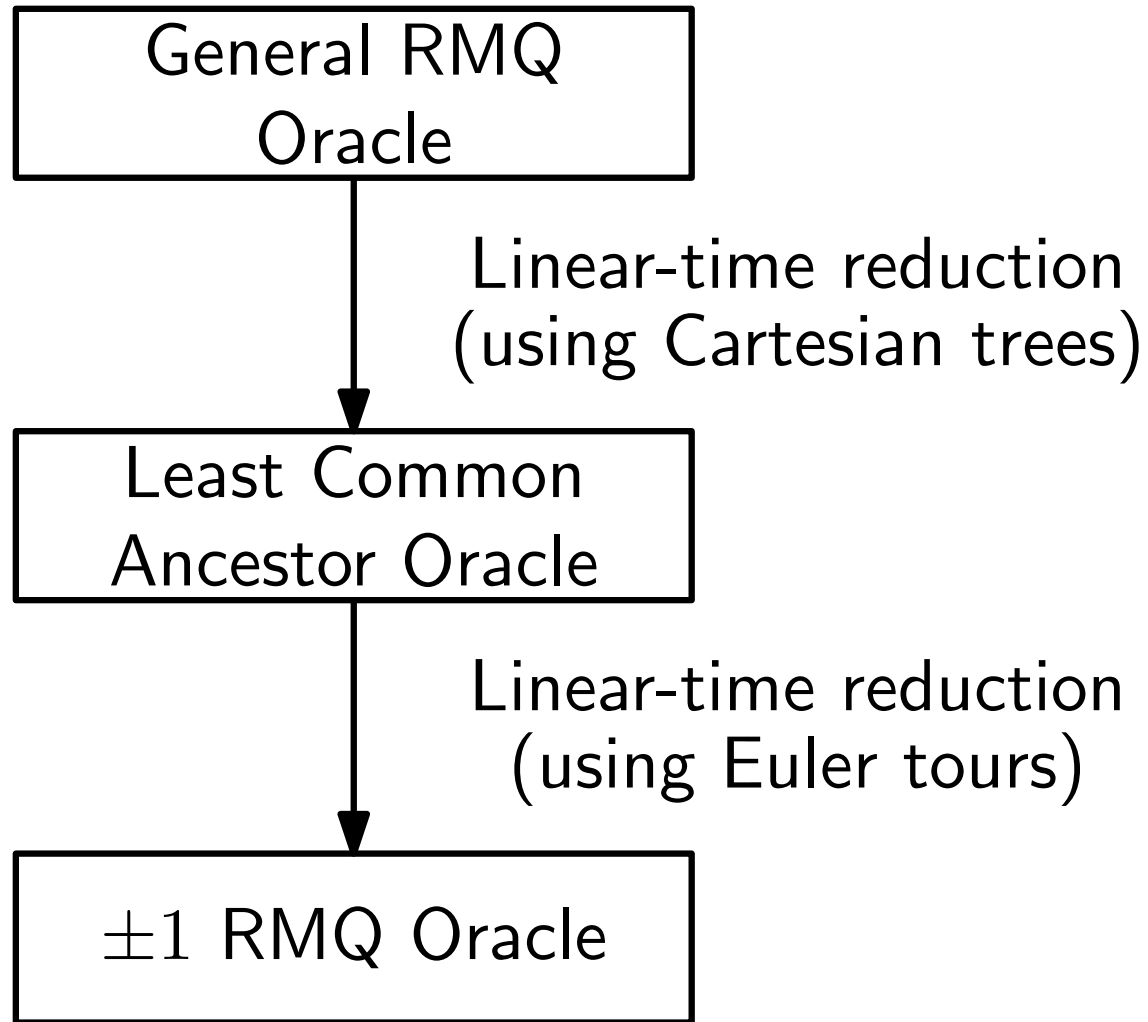 General RMQ
Oracle
Linear-time reduction
(using Cartesian trees)
Least Common
Ancestor Oracle
Linear-time reduction
(using Euler tours)
±1 RMQ Oracle